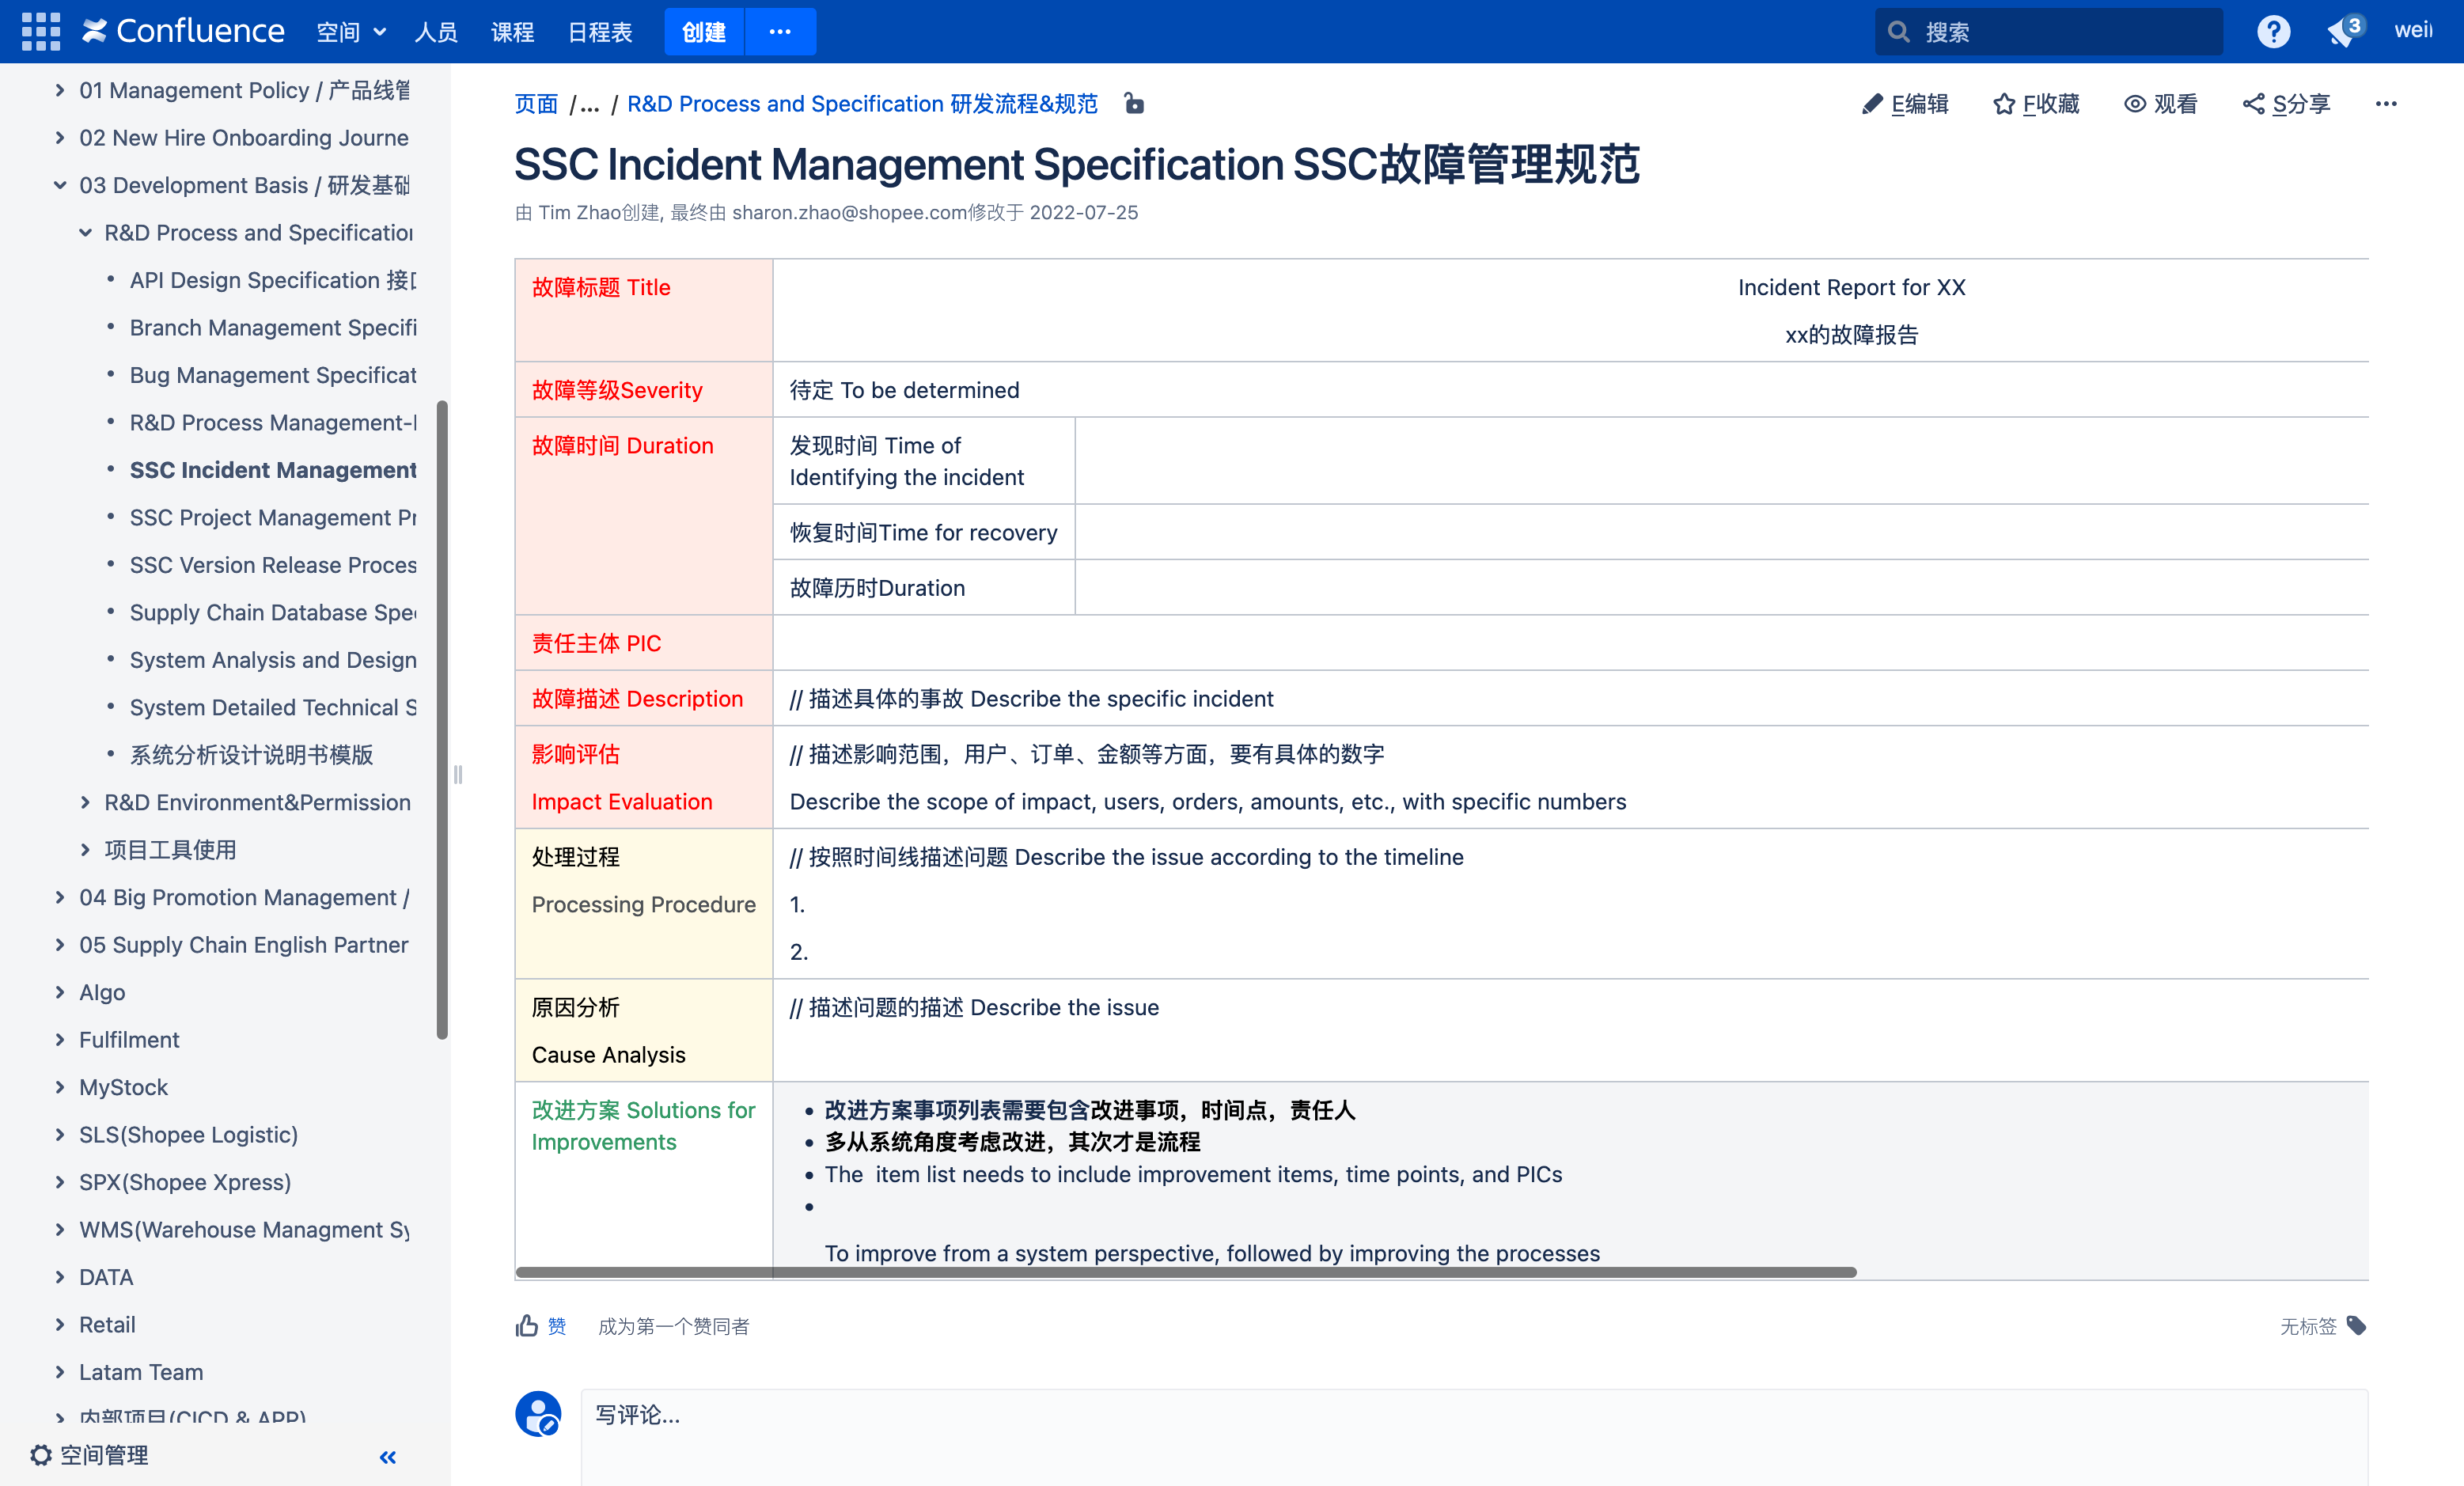 Confluence 空间 人员 课程 日程表 创建 ··· 搜索 3
01 Management Policy / 产品线管
02 New Hire Onboarding Journe
03 Development Basis / 研发基础
R&D Process and Specification
API Design Specification 接口
Branch Management Specifi
Bug Management Specificat
R&D Process Management-
SSC Incident Management
SSC Project Management Pr
SSC Version Release Proces
Supply Chain Database Spe
System Analysis and Design
System Detailed Technical S
系统分析设计说明书模版
R&D Environment&Permission
项目工具使用
04 Big Promotion Management /
05 Supply Chain English Partner
Algo
Fulfilment
MyStock
SLS(Shopee Logistic)
SPX(Shopee Xpress)
WMS(Warehouse Managment Sy
DATA
Retail
Latam Team
内部项目(CICD & APP)
空间管理
页面 /... / R&D Process and Specification 研发流程&规范
E编辑 F收藏 观看 S分享 ···
SSC Incident Management Specification SSC故障管理规范
由 Tim Zhao创建, 最终由 sharon.zhao@shopee.com修改于 2022-07-25
故障标题 Title
Incident Report for XX
xx的故障报告
故障等级Severity
待定 To be determined
故障时间 Duration
发现时间 Time of
Identifying the incident
恢复时间Time for recovery
故障历时Duration
责任主体 PIC
故障描述 Description
// 描述具体的事故 Describe the specific incident
影响评估
Impact Evaluation
// 描述影响范围，用户、订单、金额等方面，要有具体的数字
Describe the scope of impact, users, orders, amounts, etc., with specific numbers
处理过程
Processing Procedure
// 按照时间线描述问题 Describe the issue according to the timeline
1.
2.
原因分析
Cause Analysis
// 描述问题的描述 Describe the issue
改进方案 Solutions for
Improvements
• 改进方案事项列表需要包含改进事项，时间点，责任人
• 多从系统角度考虑改进，其次才是流程
• The  item list needs to include improvement items, time points, and PICs
•
To improve from a system perspective, followed by improving the processes
赞 成为第一个赞同者
无标签
写评论...